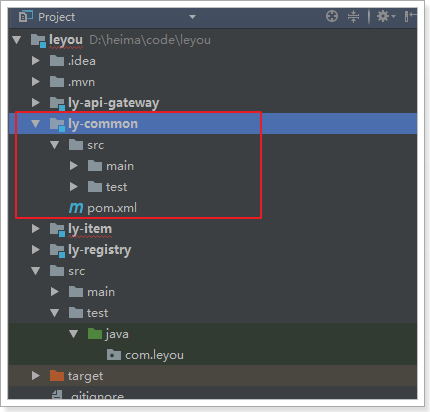 Project
leyou D:\heima\code\leyou
.idea
.mvn
ly-api-gateway
ly-common
src
main
test
pom.xml
ly-item
ly-registry
src
main
test
java
com.leyou
target
.gitignore